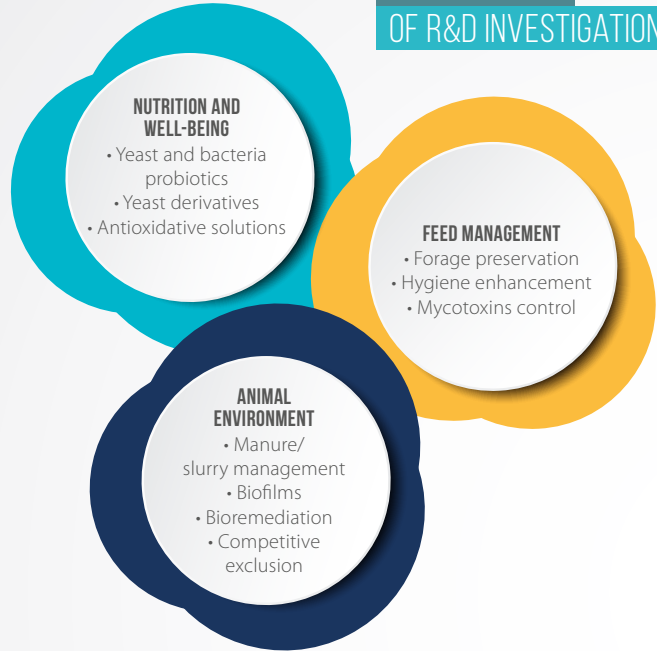 OF R&D INVESTIGATION
NUTRITION AND
WELL-BEING
• Yeast and bacteria
probiotics
• Yeast derivatives
• Antioxidative solutions
FEED MANAGEMENT
• Forage preservation
• Hygiene enhancement
• Mycotoxins control
ANIMAL
ENVIRONMENT
• Manure/
slurry management
• Biofilms
• Bioremediation
• Competitive
exclusion